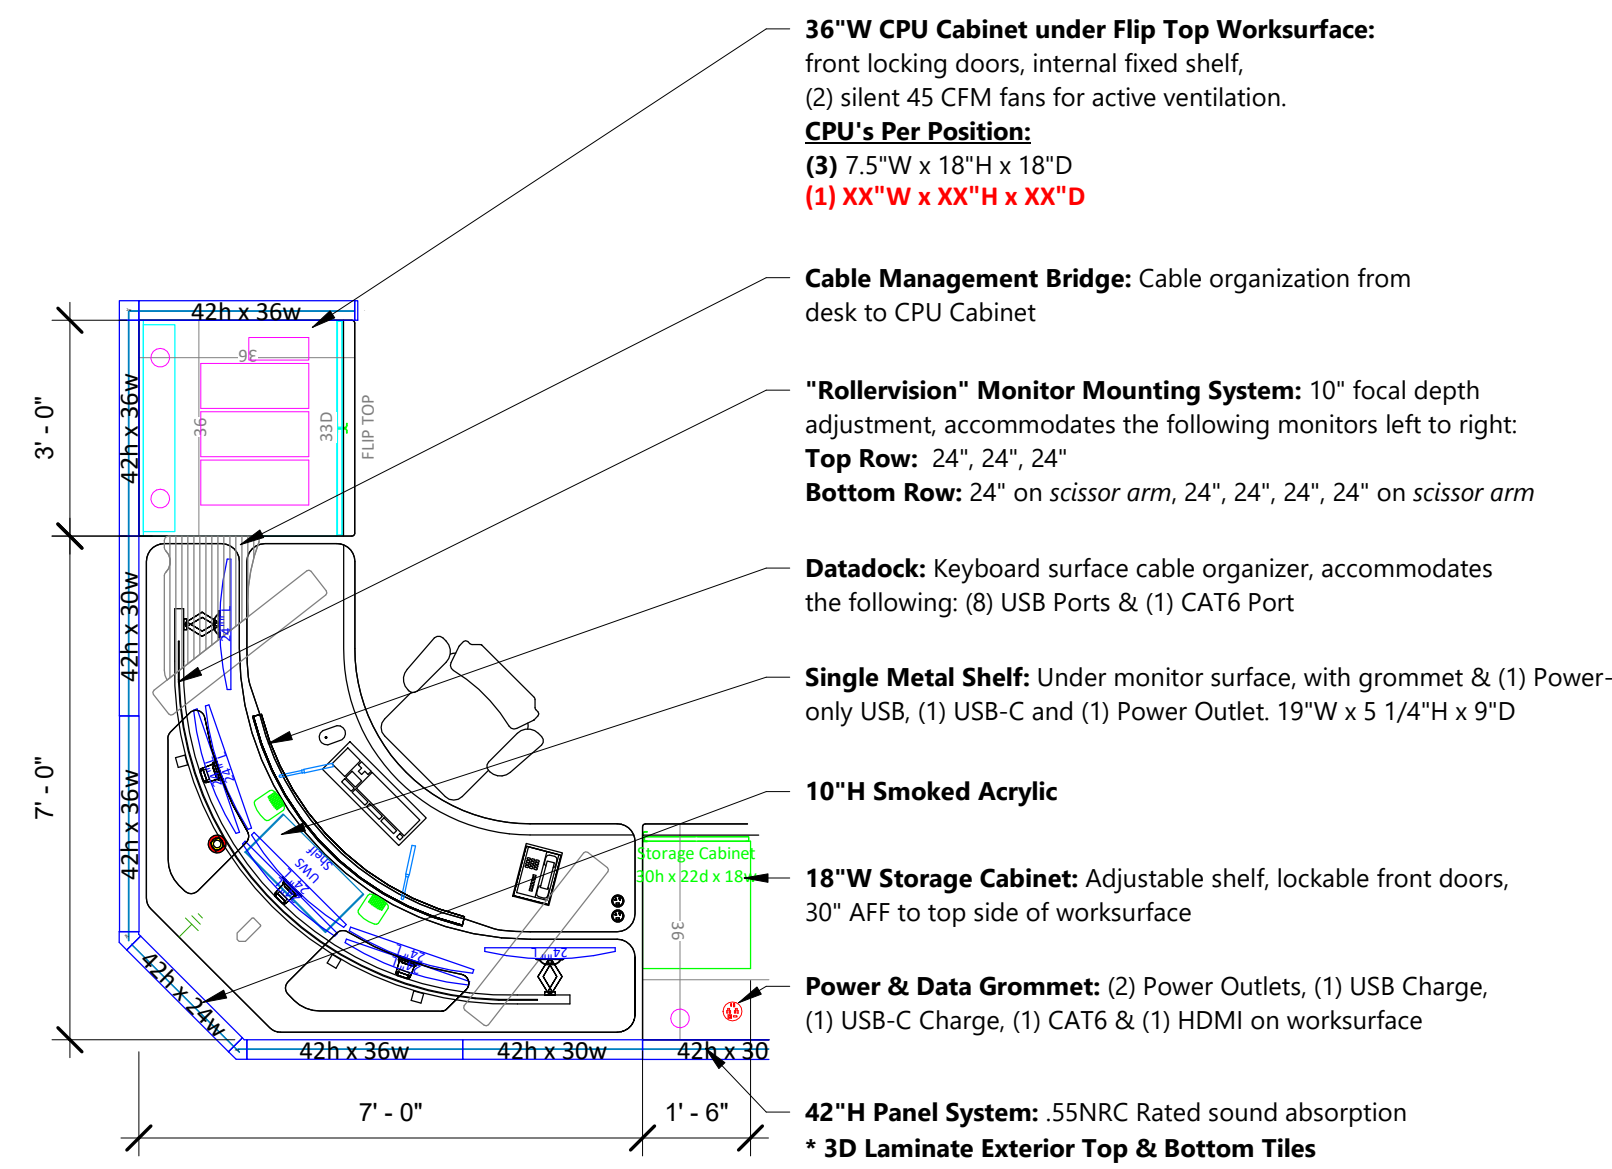 36"W CPU Cabinet under Flip Top Worksurface:
front locking doors, internal fixed shelf,
(2) silent 45 CFM fans for active ventilation.
CPU's Per Position:
(3) 7.5"W x 18"H x 18"D
(1) XX"W x XX"H x XX"D
Cable Management Bridge: Cable organization from
desk to CPU Cabinet
"Rollervision" Monitor Mounting System: 10" focal depth
adjustment, accommodates the following monitors left to right:
Top Row: 24", 24", 24"
Bottom Row: 24" on scissor arm, 24", 24", 24", 24" on scissor arm
Datadock: Keyboard surface cable organizer, accommodates
the following: (8) USB Ports & (1) CAT6 Port
Single Metal Shelf: Under monitor surface, with grommet & (1) Power-
only USB, (1) USB-C and (1) Power Outlet. 19"W x 5 1/4"H x 9"D
10"H Smoked Acrylic
18"W Storage Cabinet: Adjustable shelf, lockable front doors,
30" AFF to top side of worksurface
Power & Data Grommet: (2) Power Outlets, (1) USB Charge,
(1) USB-C Charge, (1) CAT6 & (1) HDMI on worksurface
42"H Panel System: .55NRC Rated sound absorption
* 3D Laminate Exterior Top & Bottom Tiles
42h x 36w
36
36
33D
FLIP TOP
42h x 36w
3' - 0"
42h x 30w
24"
7' - 0"
42h x 36w
24"
24"
UWS
Shelf
24"
24"
24"
24"
Storage Cabinet
30h x 22d x 18w
36
42h x 24w
42h x 36w
42h x 30w
42h x 30
7' - 0"
1' - 6"